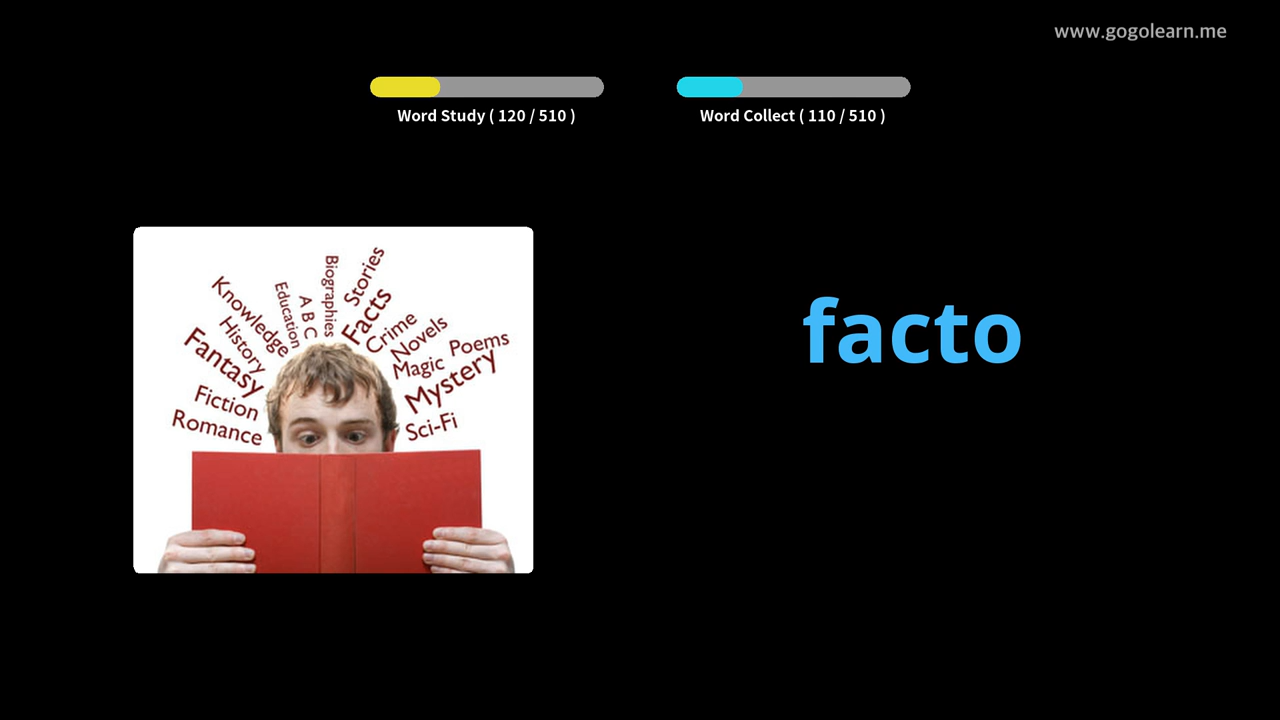 www.gogolearn.me
Word Study ( 120 / 510 )
Word Collect ( 110 / 510 )
facto
Biographies
Stories
Education
A B C
Facts
Knowledge
History
Crime
Novels
Fantasy
Magic
Poems
Mystery
Fiction
Romance
Sci-Fi